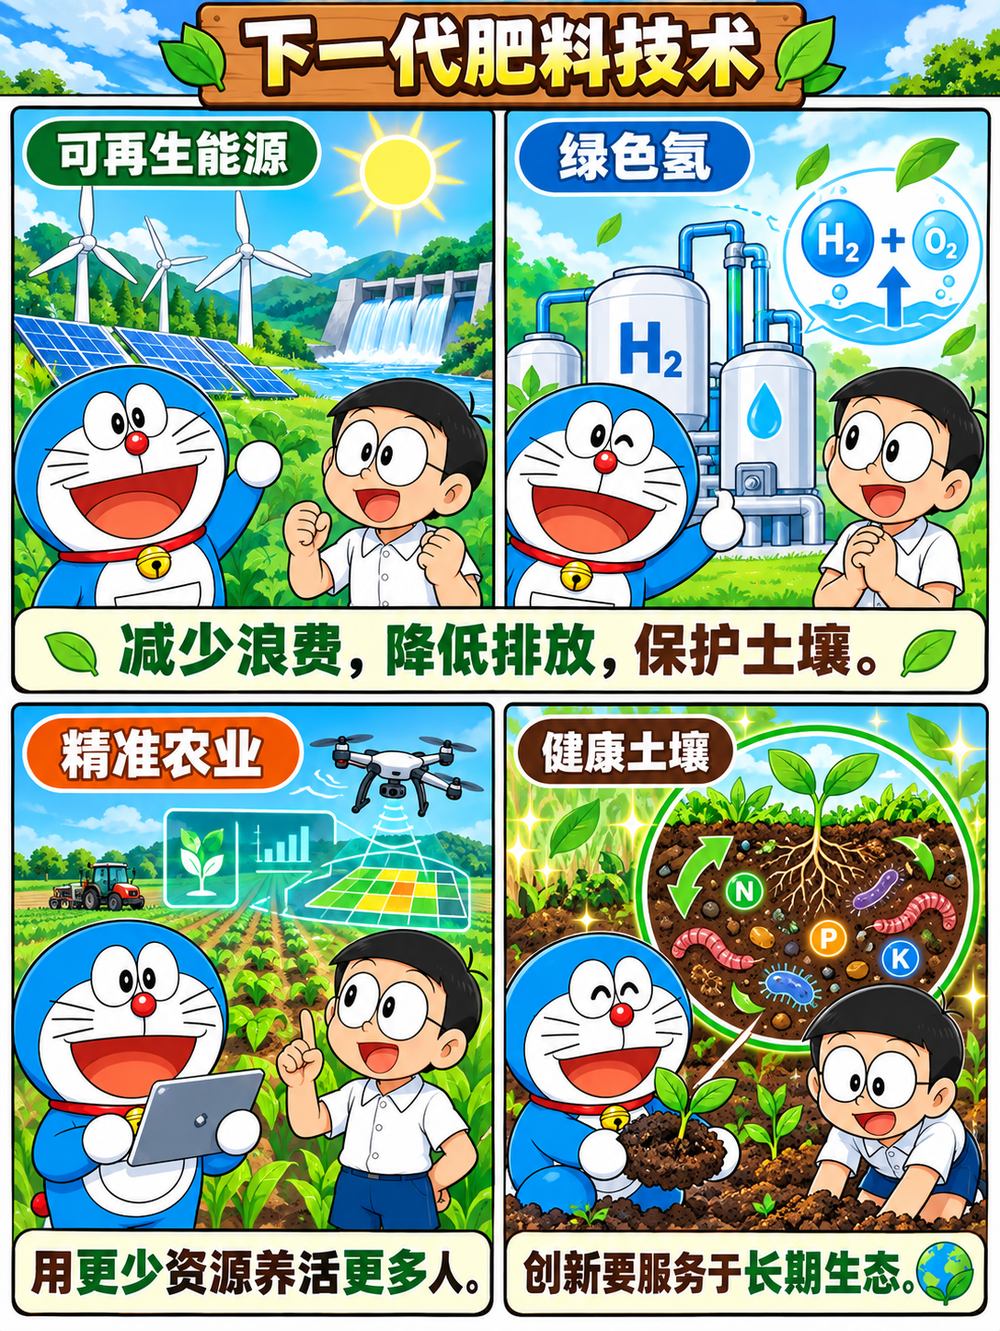 下一代肥料技术
可再生能源
绿色氢
H₂ + O₂
H₂
减少浪费，降低排放，保护土壤。
精准农业
健康土壤
N
P
K
用更少资源养活更多人。
创新要服务于长期生态。